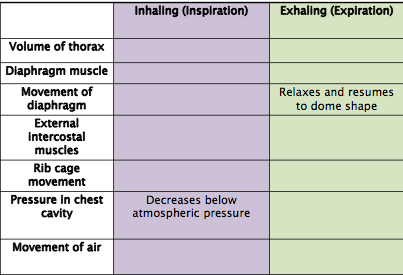 Inhaling (Inspiration)
Exhaling (Expiration)
Volume of thorax
Diaphragm muscle
Movement of
diaphragm
Relaxes and resumes
to dome shape
External
intercostal
muscles
Rib cage
movement
Pressure in chest
cavity
Decreases below
atmospheric pressure
Movement of air